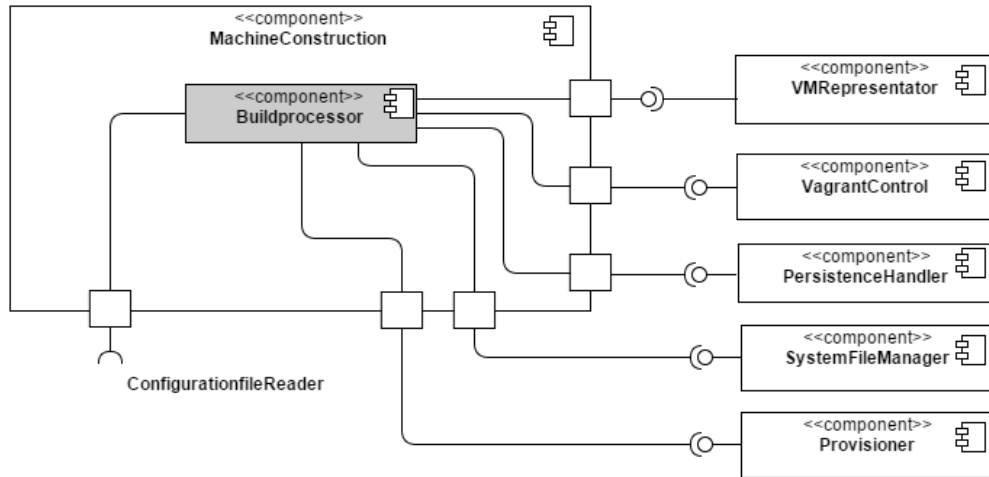 <<component>>
MachineConstruction
<<component>>
Buildprocessor
<<component>>
VMRepresentator
<<component>>
VagrantControl
<<component>>
PersistenceHandler
<<component>>
SystemFileManager
ConfigurationfileReader
<<component>>
Provisioner